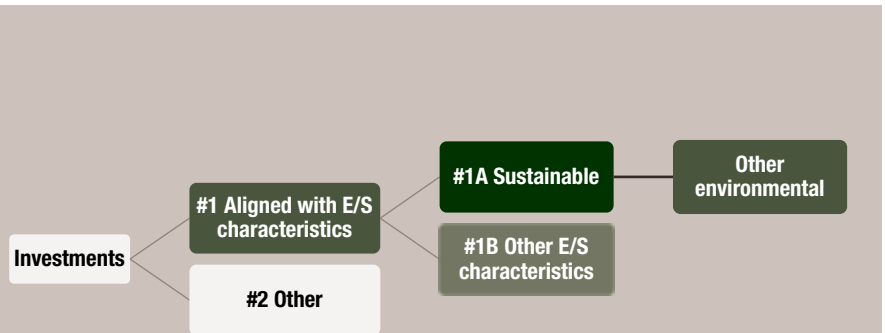 Investments
#1 Aligned with E/S
characteristics
#2 Other
#1A Sustainable
#1B Other E/S
characteristics
Other
environmental